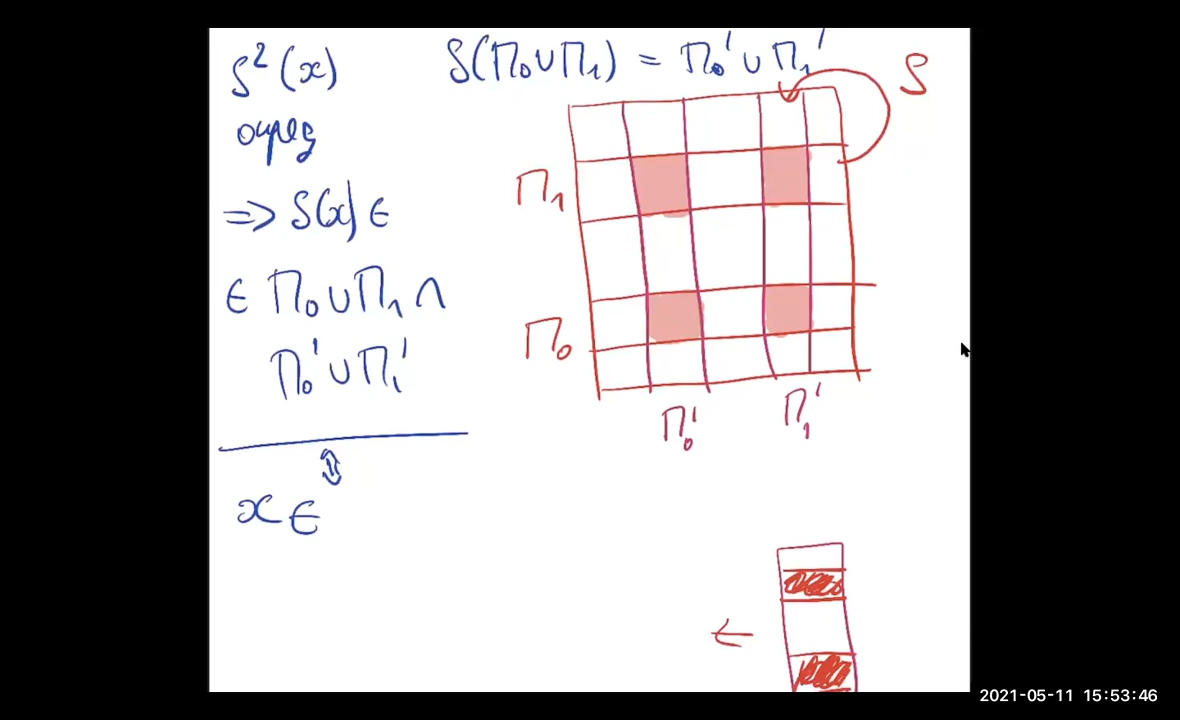 S²(x)
S(Π₀∪Π₁) = Π₀'∪Π₁'
S
опред
Π₁
=> S(x) ∈
∈ Π₀∪Π₁ ∩
Π₀
Π₀'∪Π₁'
Π₀' Π₁'
⇕
x ∈
←
2021-05-11 15:53:46